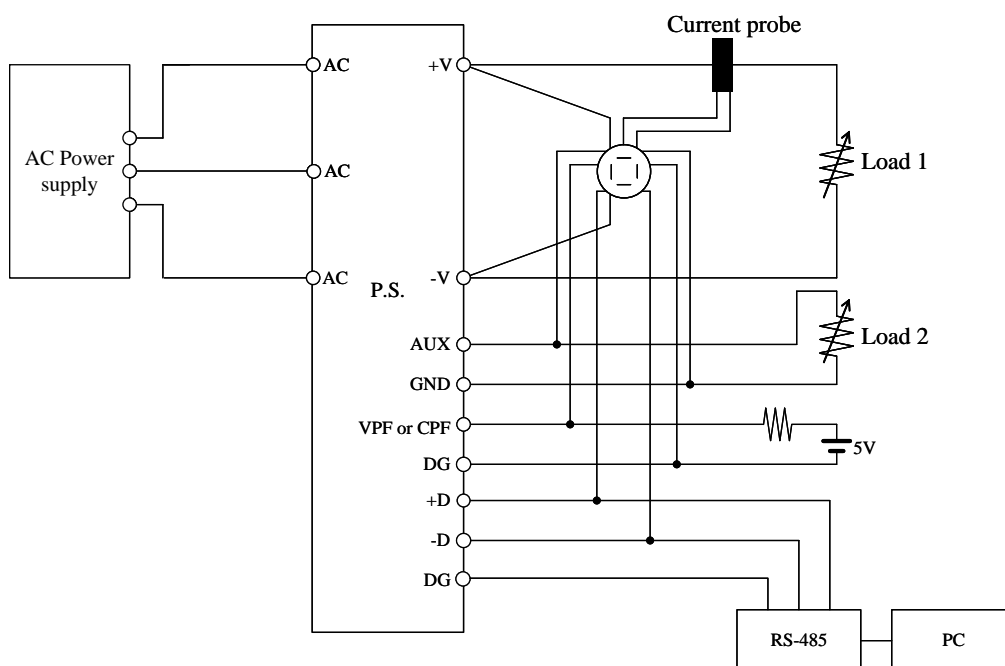 Current probe
AC Power
supply
AC
AC
AC
P.S.
+V
-V
AUX
GND
VPF or CPF
DG
+D
-D
DG
Load 1
Load 2
5V
RS-485
PC